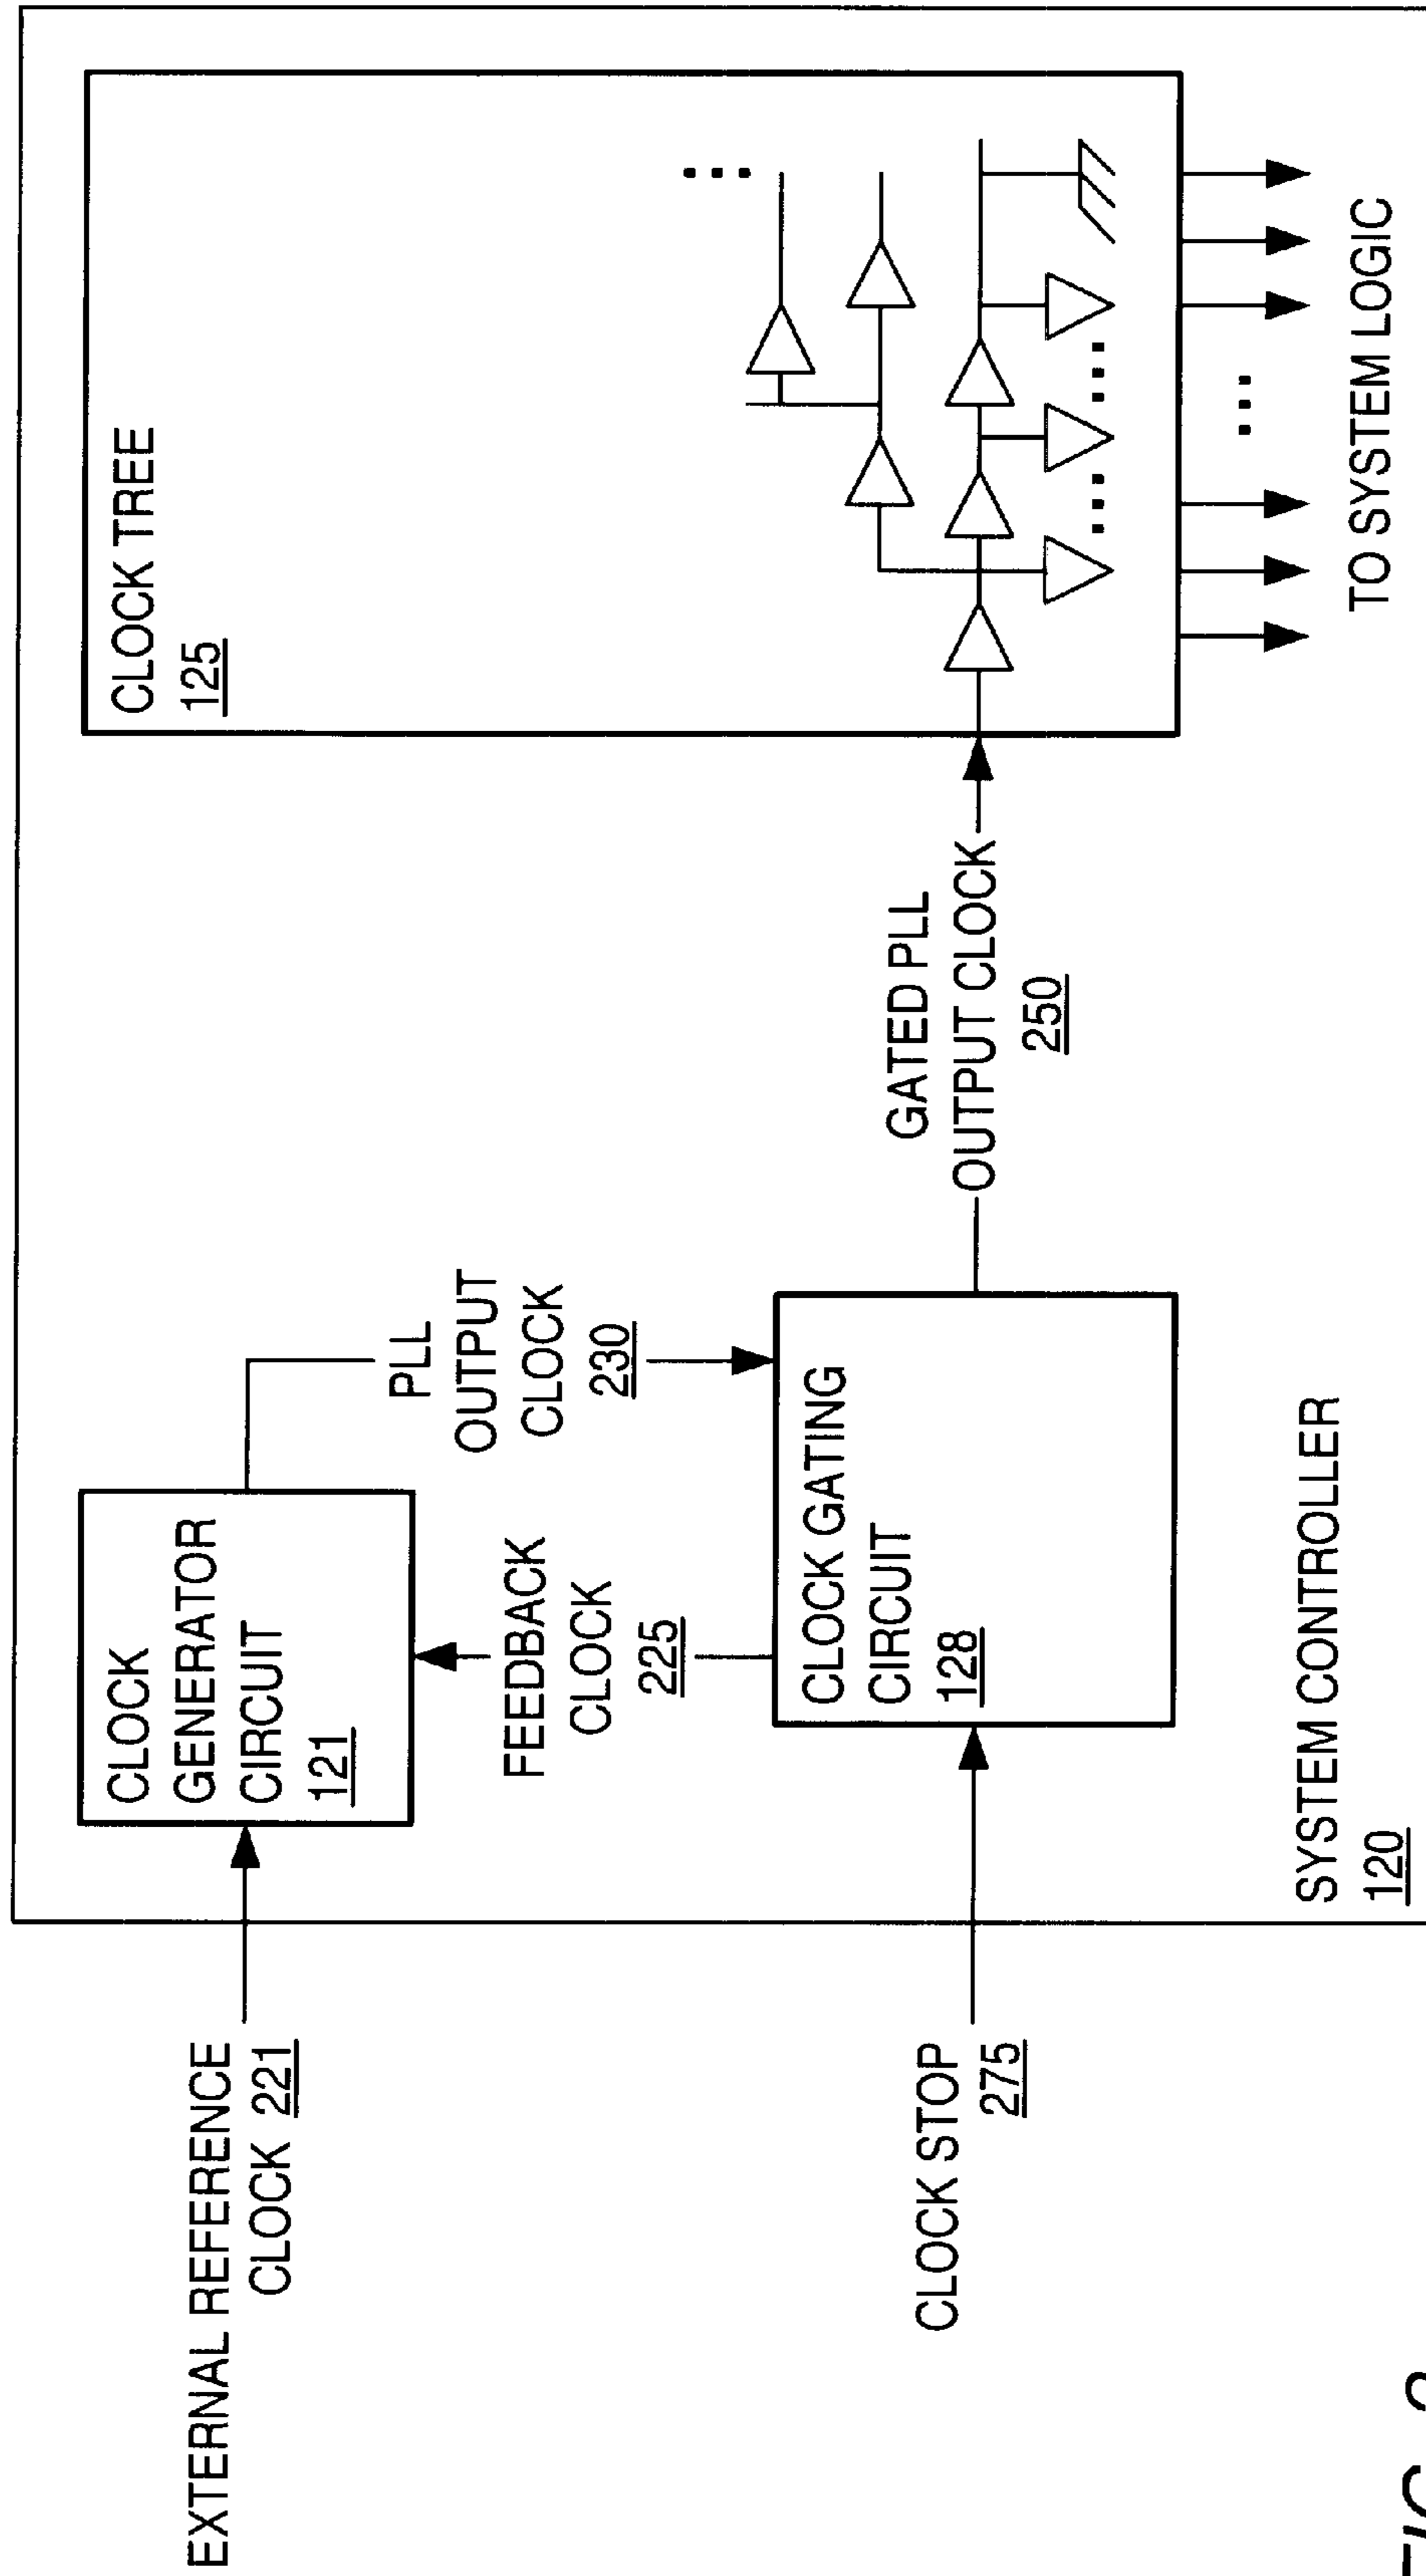 EXTERNAL REFERENCE
CLOCK 221
CLOCK
GENERATOR
CIRCUIT
121
PLL
OUTPUT
CLOCK
230
FEEDBACK
CLOCK
225
CLOCK STOP
275
CLOCK GATING
CIRCUIT
128
GATED PLL
OUTPUT CLOCK
250
CLOCK TREE
125
TO SYSTEM LOGIC
SYSTEM CONTROLLER
120